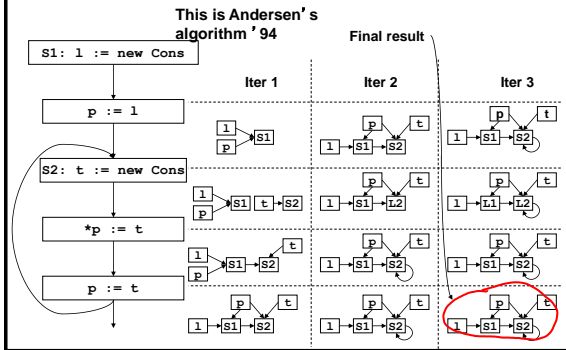 This is Andersen's
algorithm '94
Final result
S1: l := new Cons
Iter 1
Iter 2
Iter 3
p := l
l
p
S1
p
t
l
S1
S2
p
t
l
S1
S2
S2: t := new Cons
l
p
S1
t
S2
p
t
l
S1
L2
p
t
l
L1
L2
*p := t
l
p
S1
S2
t
p
t
l
S1
S2
p
t
l
S1
S2
p := t
p
t
l
S1
S2
p
t
l
S1
S2
p
t
l
S1
S2